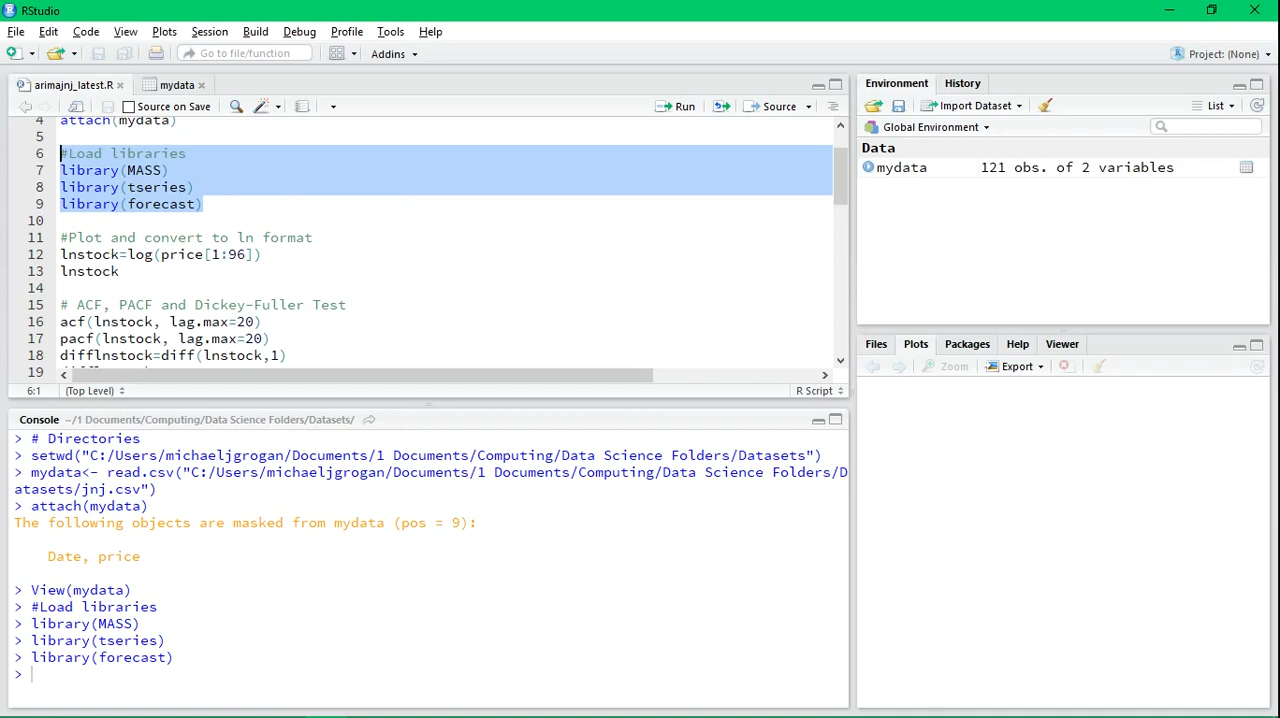 RStudio
File Edit Code View Plots Session Build Debug Profile Tools Help
Go to file/function Addins Project: (None)
arimajnj_latest.R mydata
Source on Save Run Source
4 attach(mydata)
5
6 #Load libraries
7 library(MASS)
8 library(tseries)
9 library(forecast)
10
11 #Plot and convert to ln format
12 lnstock=log(price[1:96])
13 lnstock
14
15 # ACF, PACF and Dickey-Fuller Test
16 acf(lnstock, lag.max=20)
17 pacf(lnstock, lag.max=20)
18 difflnstock=diff(lnstock,1)
19
6:1 (Top Level) R Script
Console ~/1 Documents/Computing/Data Science Folders/Datasets/
> # Directories
> setwd("C:/Users/michaeljgrogan/Documents/1 Documents/Computing/Data Science Folders/Datasets")
> mydata<- read.csv("C:/Users/michaeljgrogan/Documents/1 Documents/Computing/Data Science Folders/D
atasets/jnj.csv")
> attach(mydata)
The following objects are masked from mydata (pos = 9):
Date, price
> View(mydata)
> #Load libraries
> library(MASS)
> library(tseries)
> library(forecast)
>
Environment History
Import Dataset List
Global Environment
Data
mydata 121 obs. of 2 variables
Files Plots Packages Help Viewer
Zoom Export